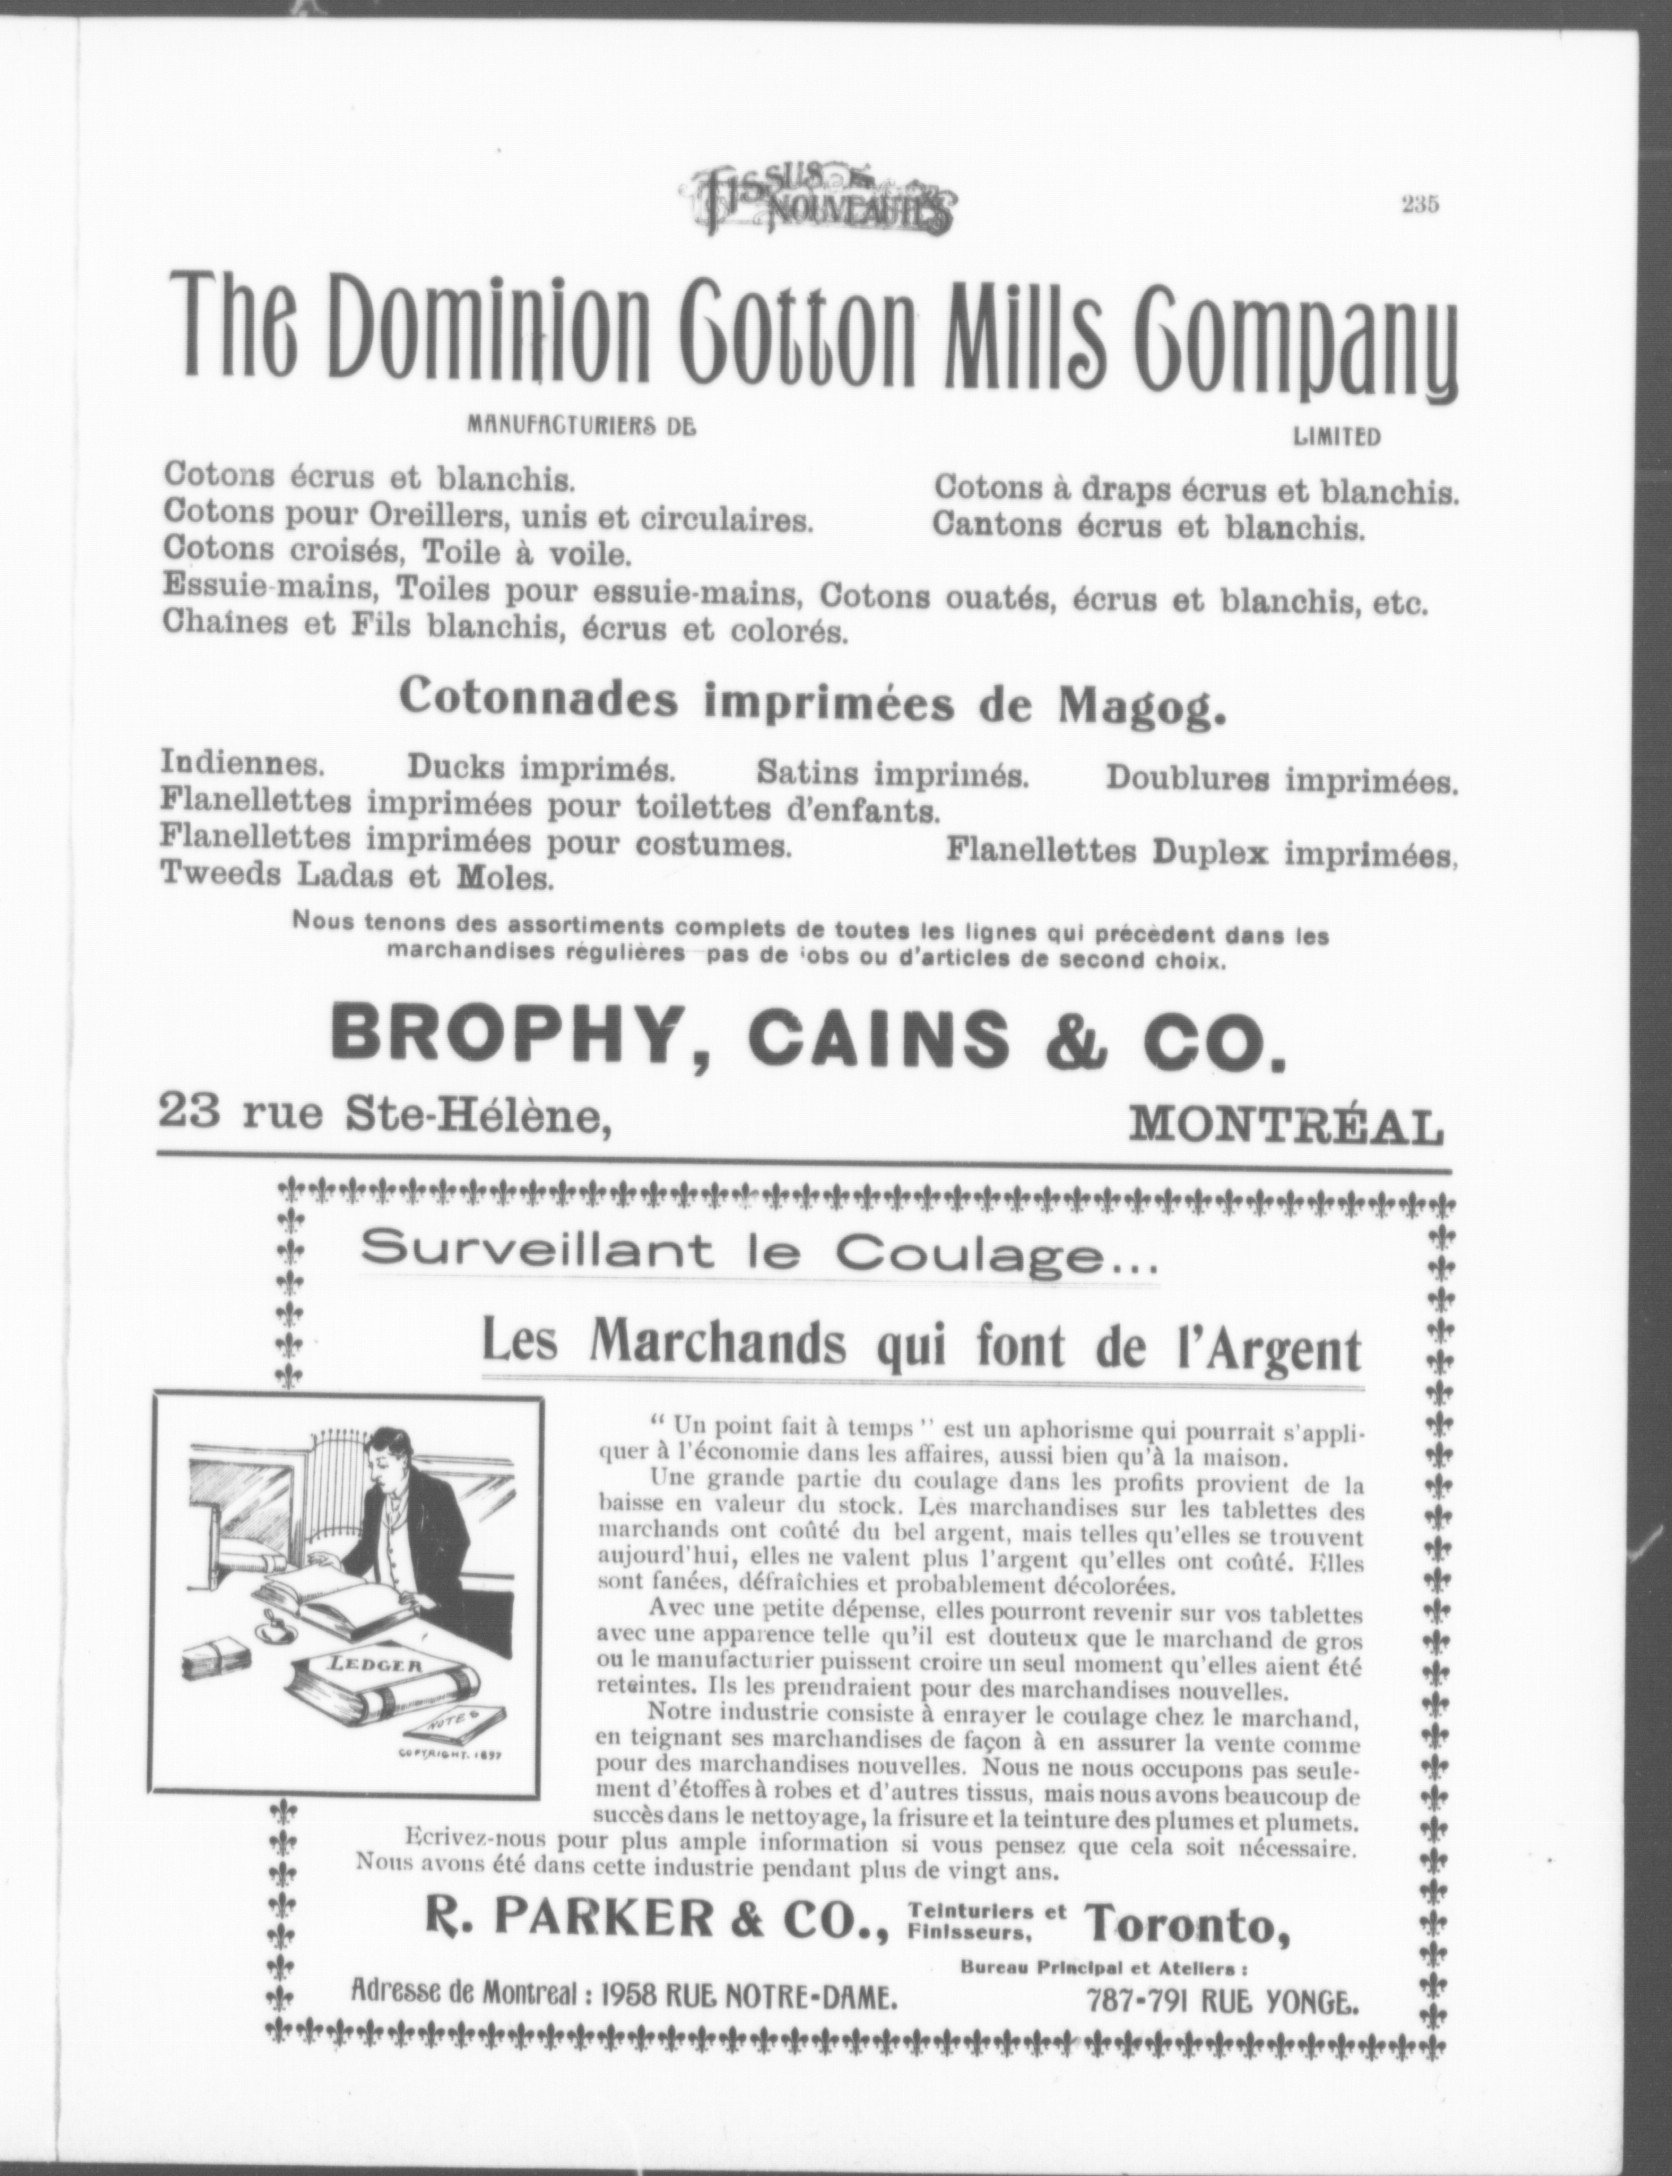 TISSUS ET NOUVEAUTÉS
235
The Dominion Cotton Mills Company
MANUFACTURIERS DE
LIMITED
Cotons écrus et blanchis.
Cotons à draps écrus et blanchis.
Cotons pour Oreillers, unis et circulaires.
Cantons écrus et blanchis.
Cotons croisés, Toile à voile.
Essuie-mains, Toiles pour essuie-mains, Cotons ouatés, écrus et blanchis, etc.
Chaînes et Fils blanchis, écrus et colorés.
Cotonnades imprimées de Magog.
Indiennes. Ducks imprimés. Satins imprimés. Doublures imprimées.
Flanellettes imprimées pour toilettes d'enfants.
Flanellettes imprimées pour costumes. Flanellettes Duplex imprimées,
Tweeds Ladas et Moles.
Nous tenons des assortiments complets de toutes les lignes qui précèdent dans les
marchandises régulières pas de jobs ou d'articles de second choix.
BROPHY, CAINS & CO.
23 rue Ste-Hélène, MONTRÉAL
Surveillant le Coulage...
Les Marchands qui font de l'Argent
“ Un point fait à temps ” est un aphorisme qui pourrait s'appli-
quer à l'économie dans les affaires, aussi bien qu'à la maison.
Une grande partie du coulage dans les profits provient de la
baisse en valeur du stock. Les marchandises sur les tablettes des
marchands ont coûté du bel argent, mais telles qu'elles se trouvent
aujourd'hui, elles ne valent plus l'argent qu'elles ont coûté. Elles
sont fanées, défraîchies et probablement décolorées.
Avec une petite dépense, elles pourront revenir sur vos tablettes
avec une apparence telle qu'il est douteux que le marchand de gros
ou le manufacturier puissent croire un seul moment qu'elles aient été
reteintes. Ils les prendraient pour des marchandises nouvelles.
Notre industrie consiste à enrayer le coulage chez le marchand,
en teignant ses marchandises de façon à en assurer la vente comme
pour des marchandises nouvelles. Nous ne nous occupons pas seule-
ment d'étoffes à robes et d'autres tissus, mais nous avons beaucoup de
succès dans le nettoyage, la frisure et la teinture des plumes et plumets.
Ecrivez-nous pour plus ample information si vous pensez que cela soit nécessaire.
Nous avons été dans cette industrie pendant plus de vingt ans.
LEDGER
NOTES
COPYRIGHT. 1897
R. PARKER & CO., Teinturiers et Finisseurs, Toronto,
Bureau Principal et Ateliers :
Adresse de Montreal : 1958 RUE NOTRE-DAME. 787-791 RUE YONGE.